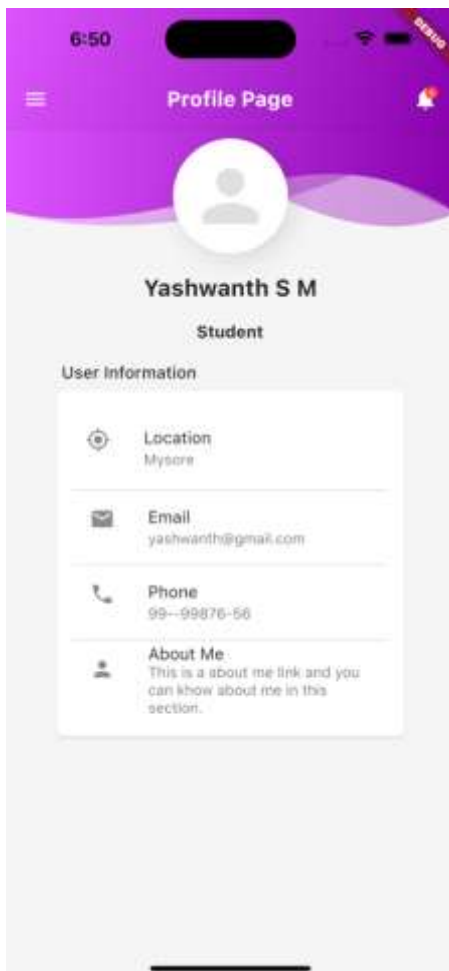 6:50
DEBUG
Profile Page
Yashwanth S M
Student
User Information
Location
Mysore
Email
yashwanth@gmail.com
Phone
99--99876-56
About Me
This is a about me link and you
can khow about me in this
section.